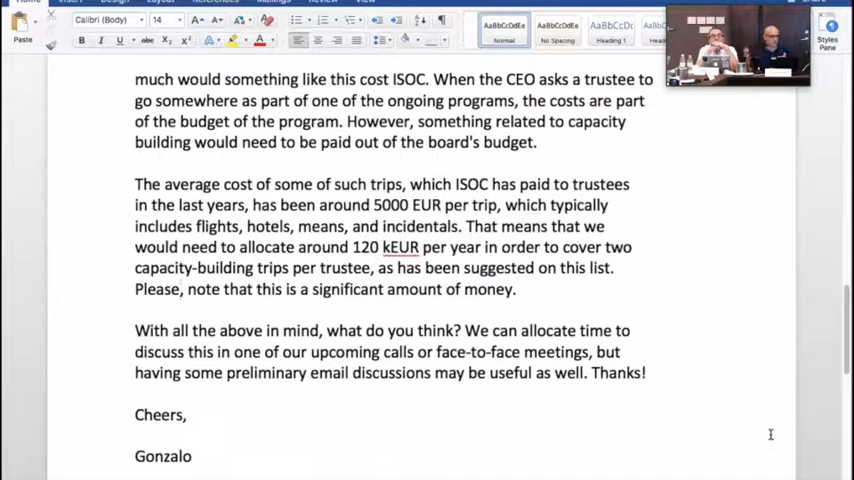 Calibri (Body)
14
Paste
B I U abc X₂ X²
AaBbCcDdEe
AaBbCcDdEe
AaBbCcDc
Normal
No Spacing
Heading 1
Styles
Pane
much would something like this cost ISOC. When the CEO asks a trustee to
go somewhere as part of one of the ongoing programs, the costs are part
of the budget of the program. However, something related to capacity
building would need to be paid out of the board's budget.
The average cost of some of such trips, which ISOC has paid to trustees
in the last years, has been around 5000 EUR per trip, which typically
includes flights, hotels, means, and incidentals. That means that we
would need to allocate around 120 kEUR per year in order to cover two
capacity-building trips per trustee, as has been suggested on this list.
Please, note that this is a significant amount of money.
With all the above in mind, what do you think? We can allocate time to
discuss this in one of our upcoming calls or face-to-face meetings, but
having some preliminary email discussions may be useful as well. Thanks!
Cheers,
Gonzalo